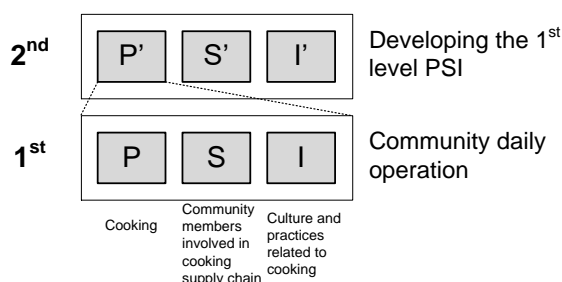 2nd
P’ S’ I’
Developing the 1st
level PSI
1st
P S I
Community daily
operation
Cooking
Community
members
involved in
cooking
supply chain
Culture and
practices
related to
cooking